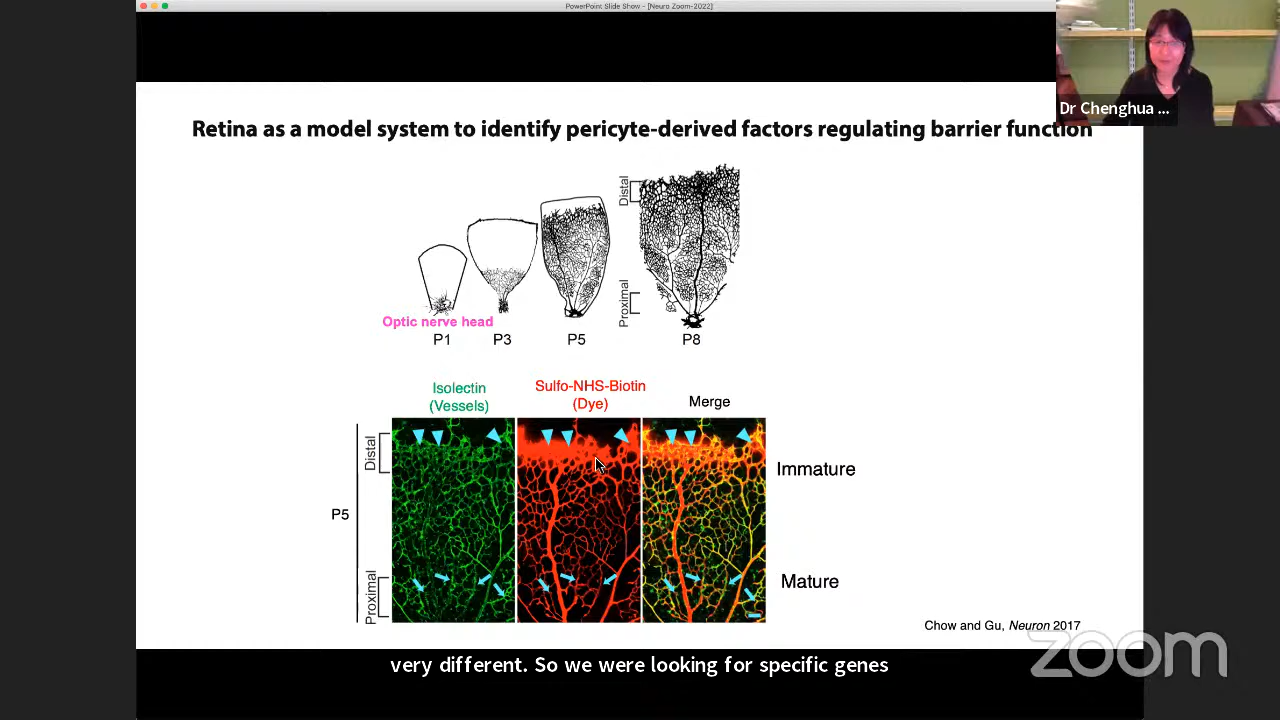 PowerPoint Slide Show - [Neuro Zoom-2022]
Dr Chenghua ...
Retina as a model system to identify pericyte-derived factors regulating barrier function
Distal
Proximal
Optic nerve head
P1
P3
P5
P8
Isolectin
(Vessels)
Sulfo-NHS-Biotin
(Dye)
Merge
Distal
Immature
P5
Proximal
Mature
Chow and Gu, Neuron 2017
zoom
very different. So we were looking for specific genes